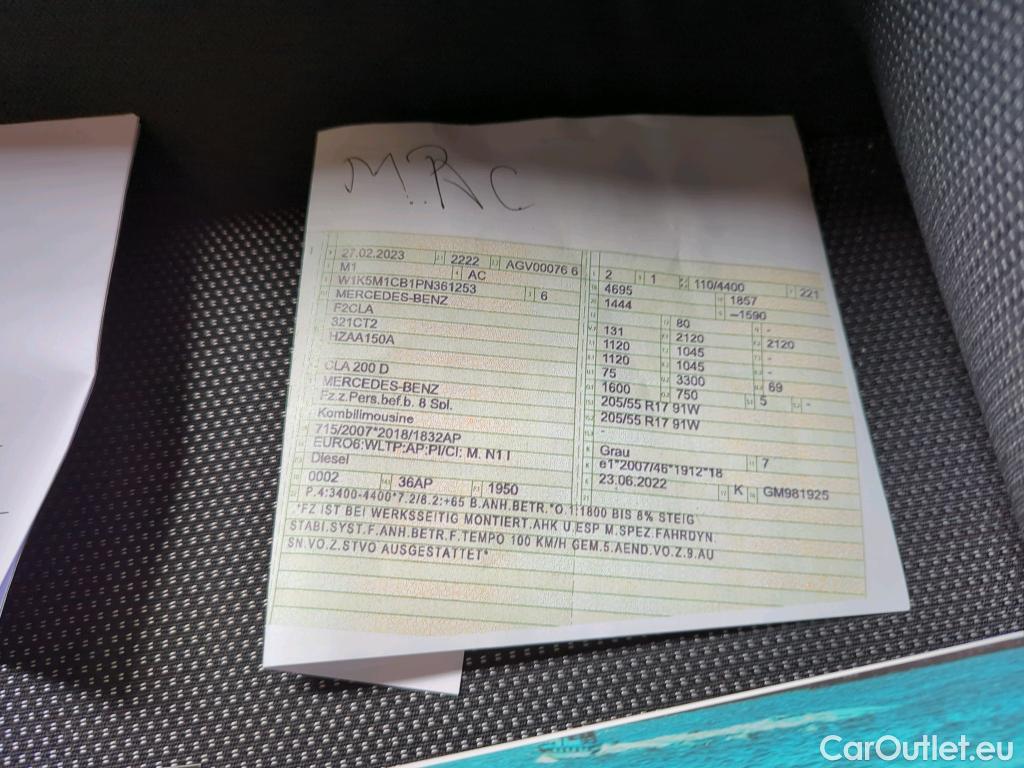 M.R.C
27.02.2023 2222 AGV00076 6
M1 AC
W1K5M1CB1PN361253 6
MERCEDES-BENZ
F2CLA
321CT2
HZAA150A
CLA 200 D
MERCEDES-BENZ
Fz.z.Pers.bef.b. 8 Spl.
Kombilimousine
715/2007*2018/1832AP
EURO6:WLTP:AP:PI/CI: M. N1 I
Diesel
0002 36AP 1950
2 1 110/4400 221
4695 1857
1444 –1590
131 80 -
1120 2120 2120
1120 1045 -
75 1045 -
1600 3300 69
205/55 R17 91W 750 5 -
205/55 R17 91W
-
Grau 7
e1*2007/46*1912*18
23.06.2022 K GM981925
P.4:3400-4400*7.2/8.2:+65 B.ANH.BETR.*O.1:1800 BIS 8% STEIG
*FZ IST BEI WERKSSEITIG MONTIERT.AHK U.ESP M.SPEZ.FAHRDYN.
STABI.SYST.F.ANH.BETR.F.TEMPO 100 KM/H GEM.5.AEND.VO.Z.9.AU
SN.VO.Z.STVO AUSGESTATTET*
CarOutlet.eu